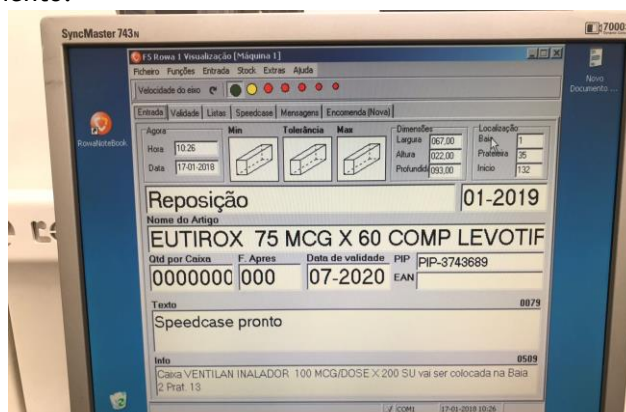 SyncMaster 743N
7000
FS Rowa 1 Visualização [Máquina 1]
Ficheiro Funções Entrada Stock Extras Ajuda
Velocidade do eixo
Novo
Documento ...
RowaNoteBook
Entrada Validade Listas Speedcase Mensagens Encomenda (Nova)
Agora Min Tolerância Max Dimensões Localização
Hora 10:26 Largura 067,00 Baia 1
Altura 022,00 Prateleira 35
Data 17-01-2018 Profundid 093,00 Início 132
Reposição 01-2019
Nome do Artigo
EUTIROX 75 MCG X 60 COMP LEVOTIF
Qtd por Caixa F. Apres Data de validade PIP PIP-3743689
0000000 000 07-2020 EAN
Texto 0079
Speedcase pronto
Info 0509
Caixa VENTILAN INALADOR 100 MCG/DOSE X 200 SU vai ser colocada na Baia
2 Prat. 13
COM1 17-01-2018 10:26